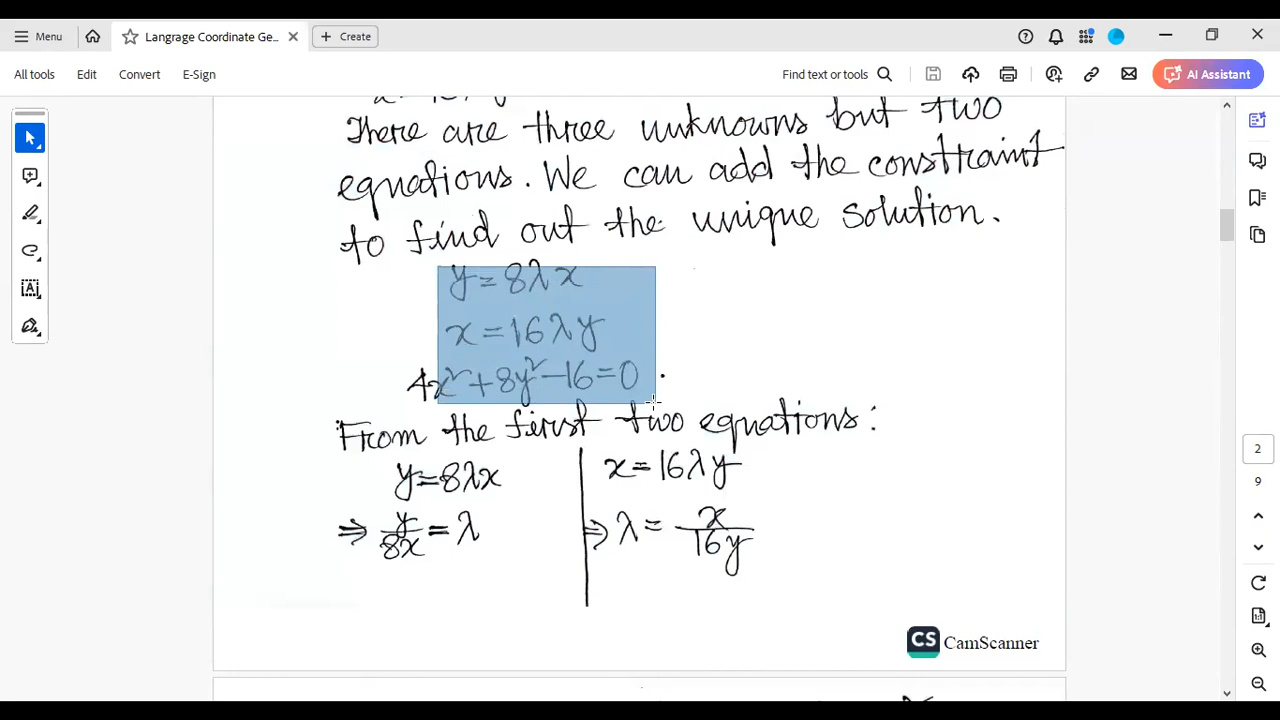 Menu
Langrage Coordinate Ge...
Create
All tools
Edit
Convert
E-Sign
Find text or tools
AI Assistant
There are three unknowns but two
equations. We can add the constraint
to find out the unique solution.
y=8λx
x=16λy
4x²+8y²-16=0.
From the first two equations:
y=8λx
x=16λy
⇒ y/8x = λ
⇒ λ = x/16y
CS CamScanner
2
9